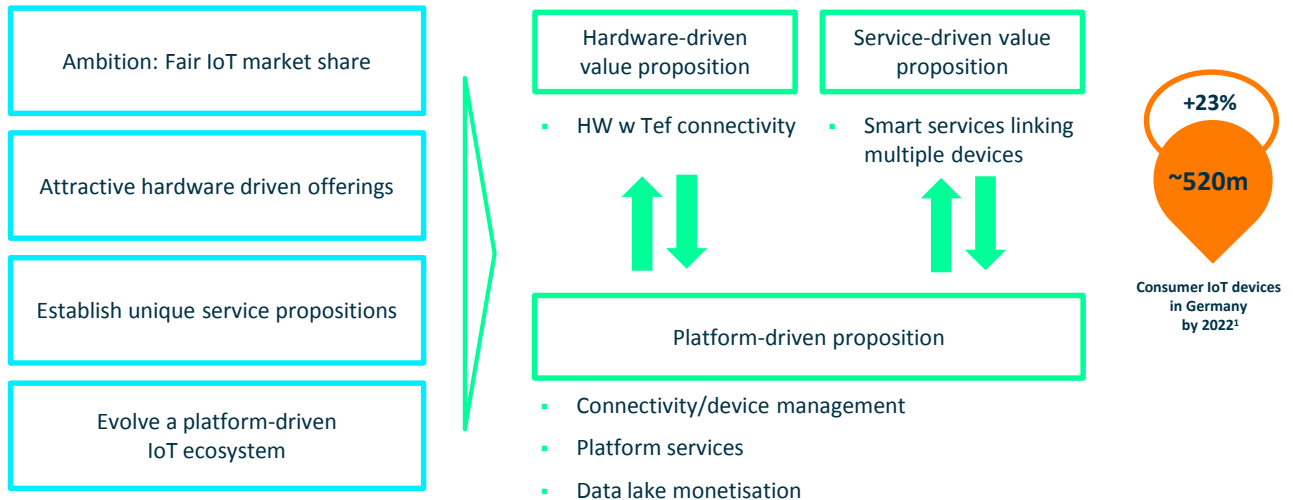 Ambition: Fair IoT market share
Attractive hardware driven offerings
Establish unique service propositions
Evolve a platform-driven
IoT ecosystem
Hardware-driven
value proposition
▪ HW w Tef connectivity
Service-driven value
proposition
▪ Smart services linking
multiple devices
Platform-driven proposition
▪ Connectivity/device management
▪ Platform services
▪ Data lake monetisation
+23%
~520m
Consumer IoT devices
in Germany
by 2022¹